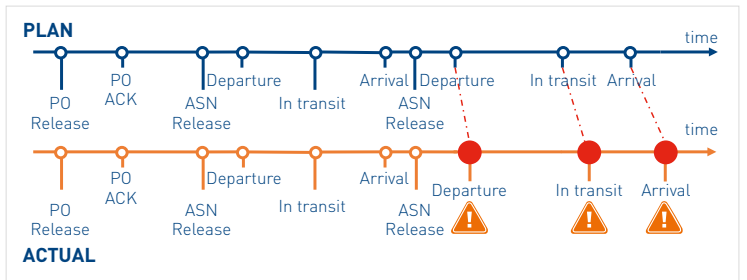 PLAN
time
PO
Release
PO
ACK
ASN
Release
Departure
In transit
Arrival
ASN
Release
Departure
In transit
Arrival
time
PO
Release
PO
ACK
ASN
Release
Departure
In transit
Arrival
ASN
Release
Departure
!
In transit
!
Arrival
!
ACTUAL